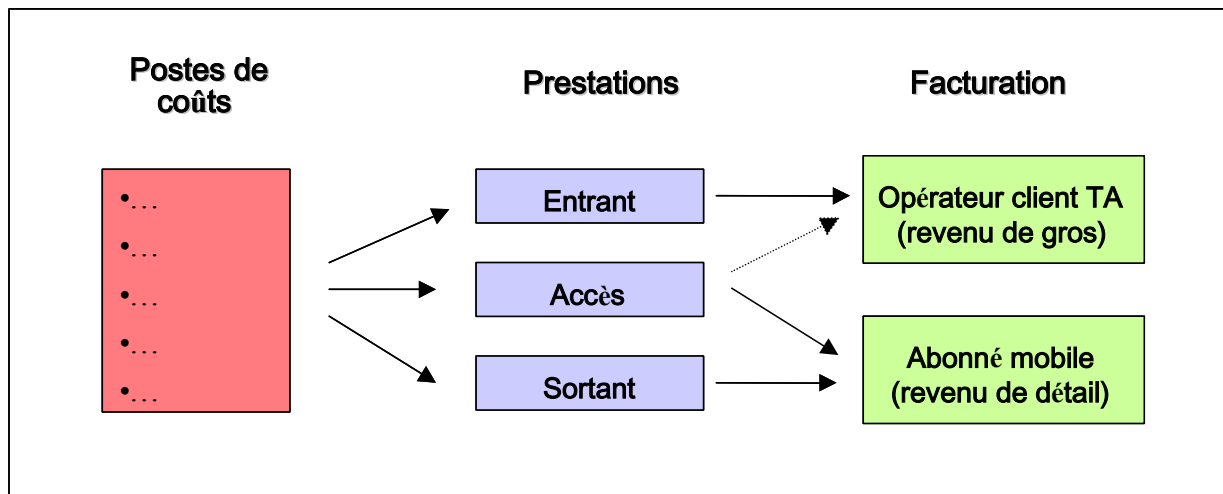 Postes de
coûts
Prestations
Facturation
•...
•...
•...
•...
•...
Entrant
Accès
Sortant
Opérateur client TA
(revenu de gros)
Abonné mobile
(revenu de détail)